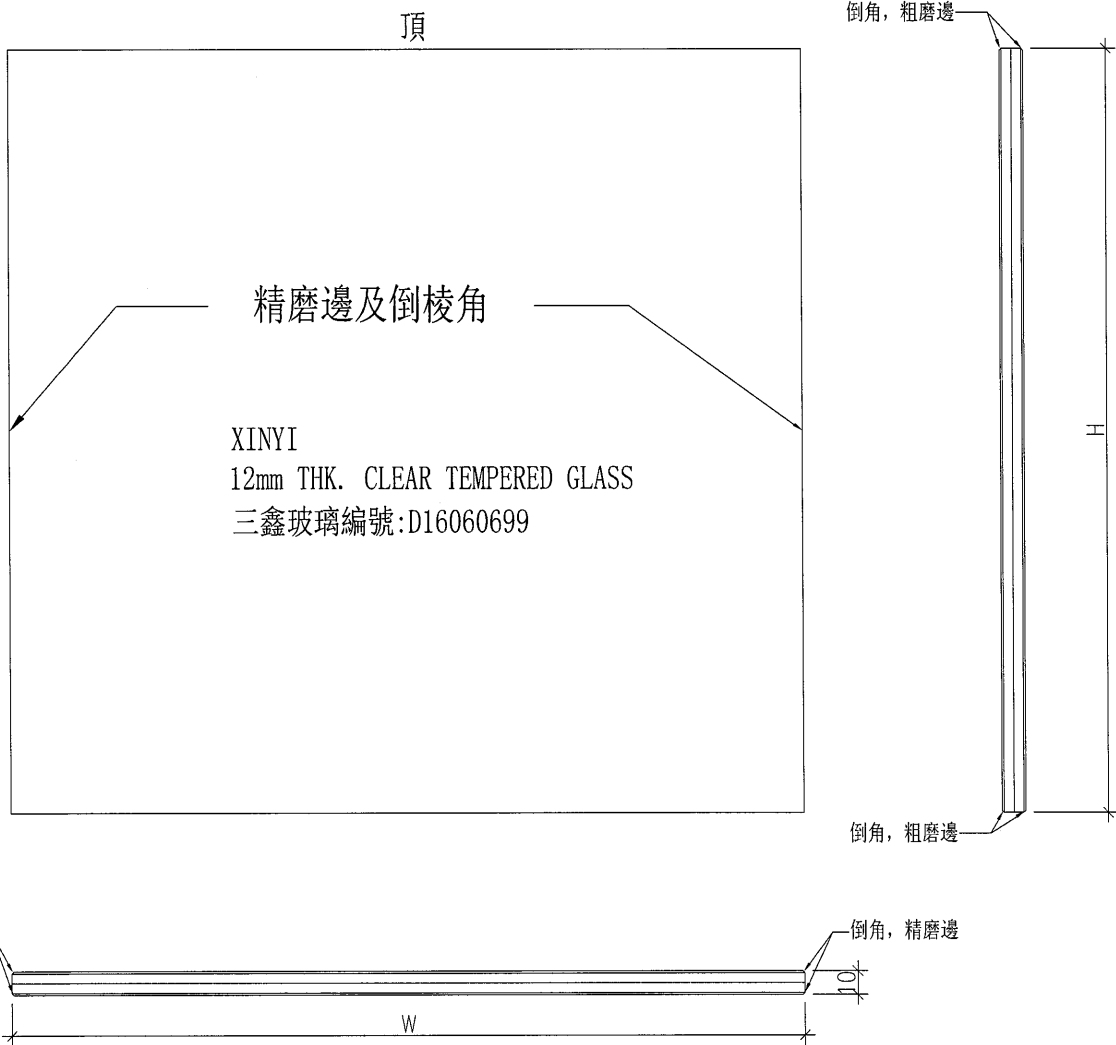 頂
倒角，粗磨邊
精磨邊及倒棱角
XINYI
12mm THK. CLEAR TEMPERED GLASS
三鑫玻璃編號:D16060699
H
倒角，粗磨邊
倒角，精磨邊
10
W